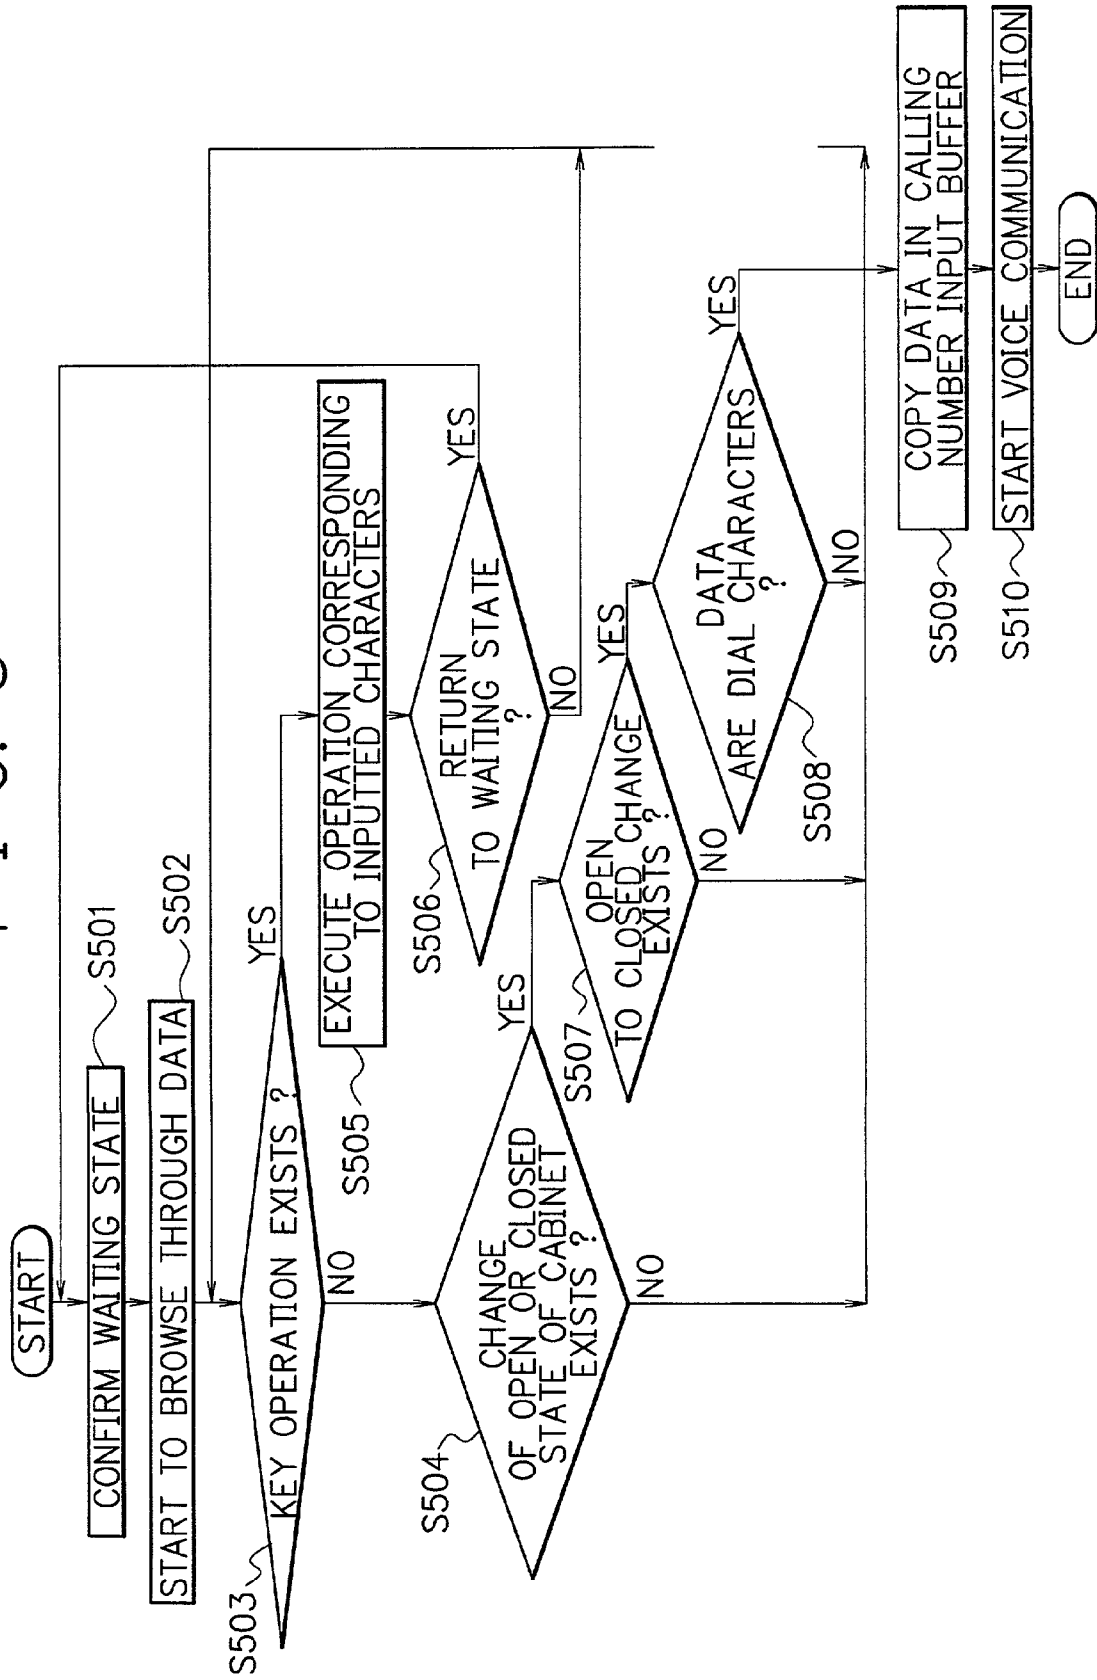 START
CONFIRM WAITING STATE
S501
START TO BROWSE THROUGH DATA
S502
KEY OPERATION EXISTS ?
S503
YES
NO
EXECUTE OPERATION CORRESPONDING
TO INPUTTED CHARACTERS
S505
RETURN
TO WAITING STATE
?
S506
YES
NO
CHANGE
OF OPEN OR CLOSED
STATE OF CABINET
EXISTS ?
S504
YES
NO
OPEN
TO CLOSED CHANGE
EXISTS ?
S507
YES
NO
DATA
ARE DIAL CHARACTERS
?
S508
YES
NO
COPY DATA IN CALLING
NUMBER INPUT BUFFER
S509
START VOICE COMMUNICATION
S510
END